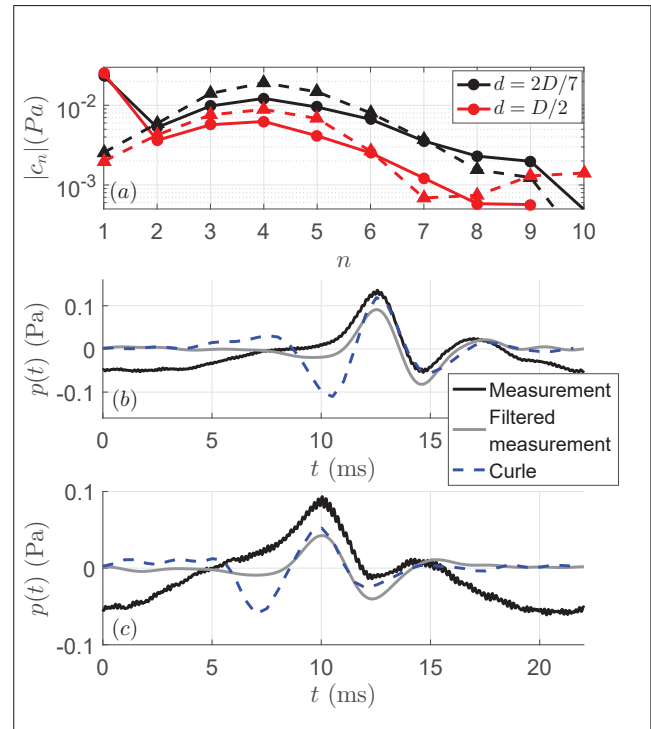 10^{-2}
10^{-3}
|c_n|(Pa)
d = 2D/7
d = D/2
(a)
1 2 3 4 5 6 7 8 9 10
n
0.1
0
-0.1
p(t) (Pa)
(b)
0 5 10 15
t (ms)
Measurement
Filtered
measurement
Curle
0.1
0
-0.1
p(t) (Pa)
(c)
0 5 10 15 20
t (ms)